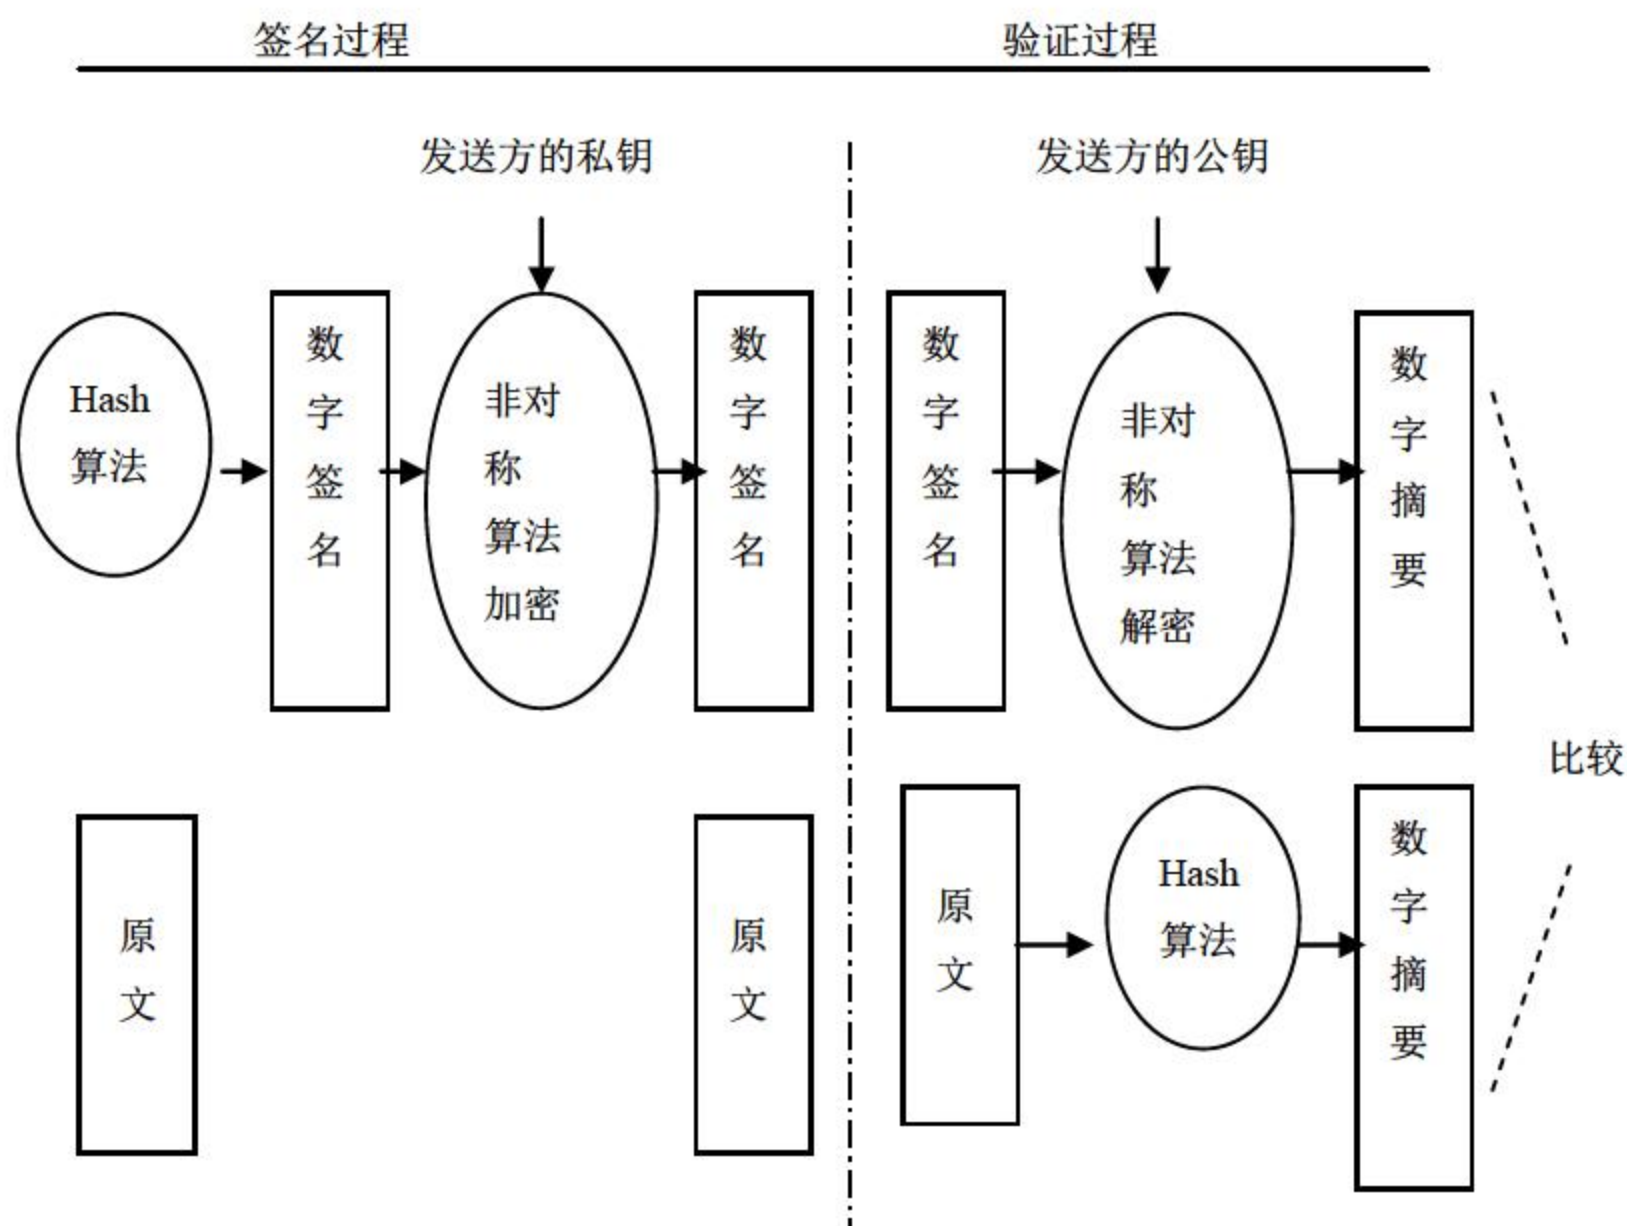 签名过程
验证过程
发送方的私钥
发送方的公钥
Hash
算法
数
字
签
名
非对
称
算法
加密
数
字
签
名
数
字
签
名
非对
称
算法
解密
数
字
摘
要
比较
原
文
原
文
原
文
Hash
算法
数
字
摘
要